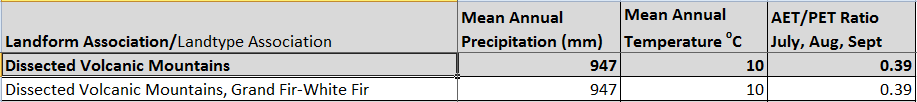 Landform Association/Landtype Association
Mean Annual
Precipitation (mm)
Mean Annual
Temperature ⁰C
AET/PET Ratio
July, Aug, Sept
Dissected Volcanic Mountains 947 10 0.39
Dissected Volcanic Mountains, Grand Fir-White Fir 947 10 0.39